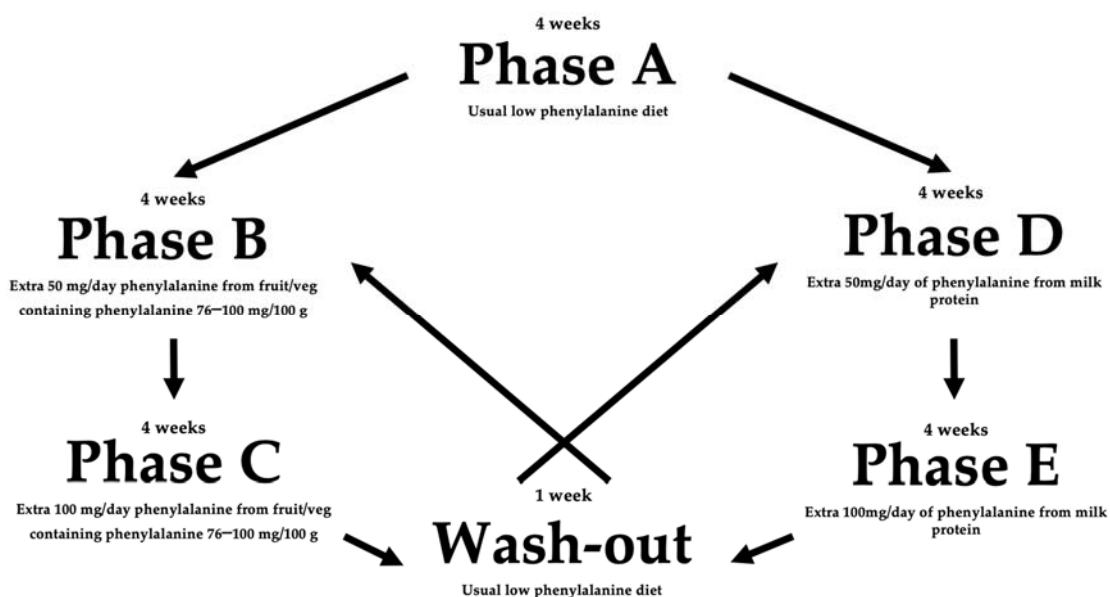 4 weeks
Phase A
Usual low phenylalanine diet
4 weeks
Phase B
Extra 50 mg/day phenylalanine from fruit/veg
containing phenylalanine 76–100 mg/100 g
4 weeks
Phase D
Extra 50mg/day of phenylalanine from milk
protein
4 weeks
Phase C
Extra 100 mg/day phenylalanine from fruit/veg
containing phenylalanine 76–100 mg/100 g
4 weeks
Phase E
Extra 100mg/day of phenylalanine from milk
protein
1 week
Wash-out
Usual low phenylalanine diet